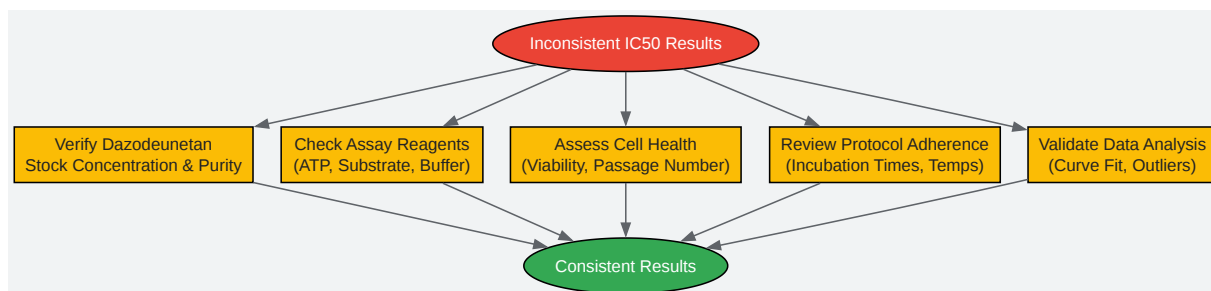 Inconsistent IC50 Results
Verify Dazodeunetan
Stock Concentration & Purity
Check Assay Reagents
(ATP, Substrate, Buffer)
Assess Cell Health
(Viability, Passage Number)
Review Protocol Adherence
(Incubation Times, Temps)
Validate Data Analysis
(Curve Fit, Outliers)
Consistent Results